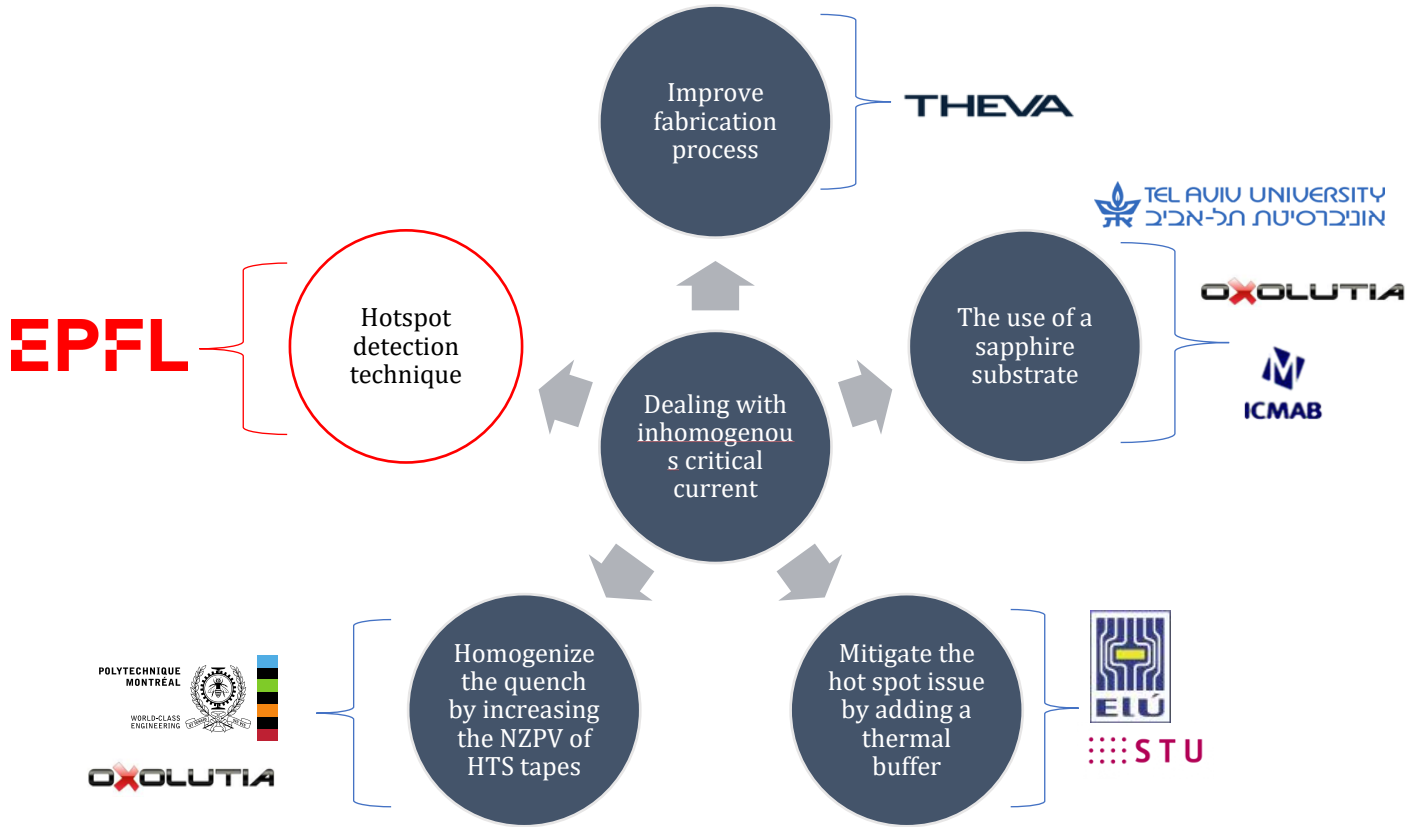 Improve
fabrication
process
THEVA
TEL AVIV UNIVERSITY
אוניברסיטת תל-אביב
OXOLUTIA
ICMAB
The use of a
sapphire
substrate
Hotspot
detection
technique
EPFL
Dealing with
inhomogenou
s critical
current
Homogenize
the quench
by increasing
the NZPV of
HTS tapes
POLYTECHNIQUE
MONTRÉAL
WORLD-CLASS
ENGINEERING
OXOLUTIA
Mitigate the
hot spot issue
by adding a
thermal
buffer
ELÚ
STU